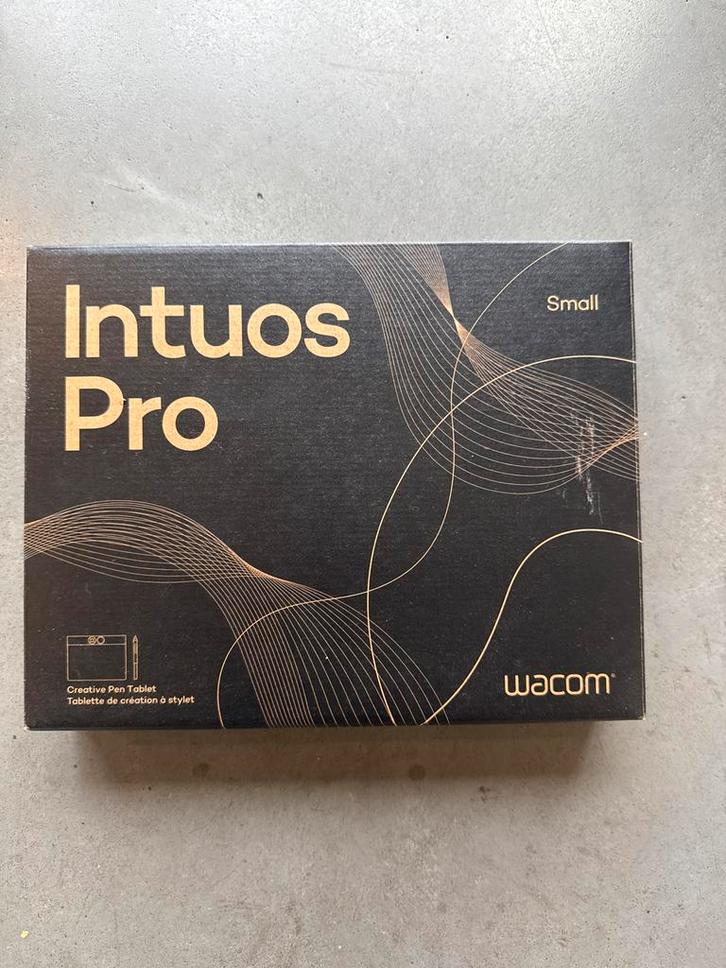 Intuos
Pro
Small
Creative Pen Tablet
Tablette de création à stylet
wacom